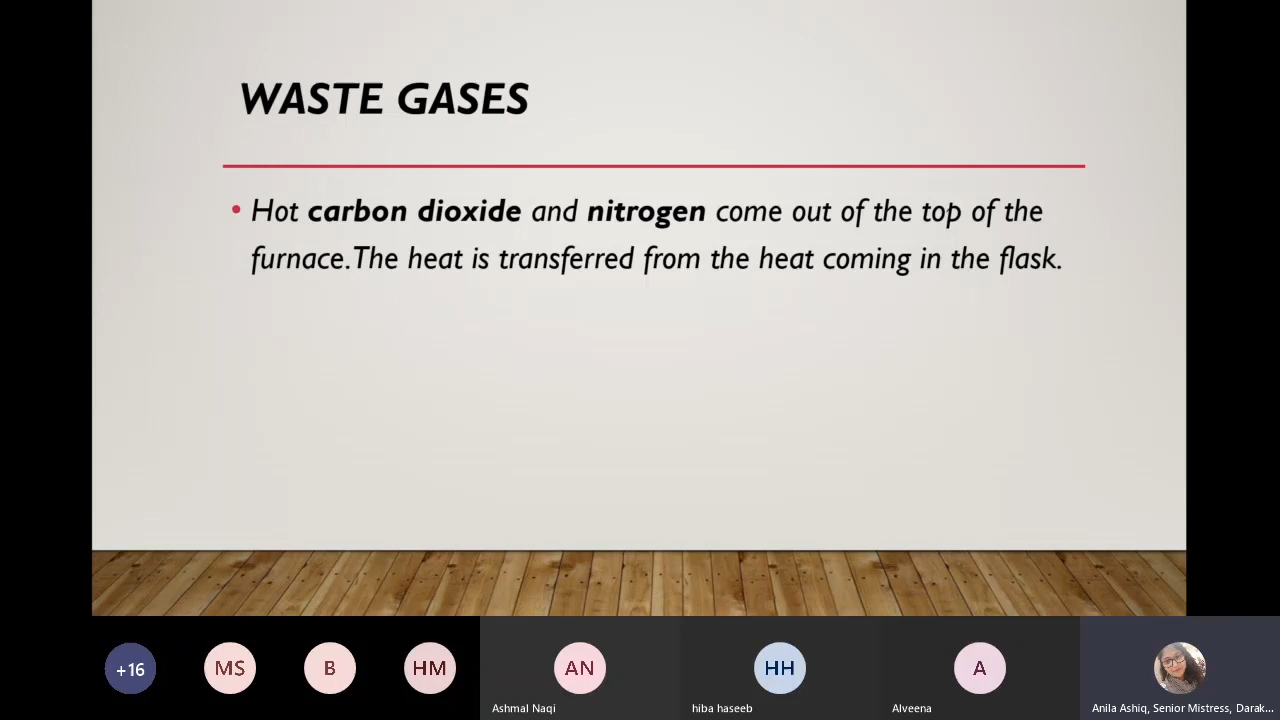 WASTE GASES
• Hot carbon dioxide and nitrogen come out of the top of the
furnace. The heat is transferred from the heat coming in the flask.
+16
MS
B
HM
AN
HH
A
Ashmal Naqi
hiba haseeb
Alveena
Anila Ashiq, Senior Mistress, Darak...